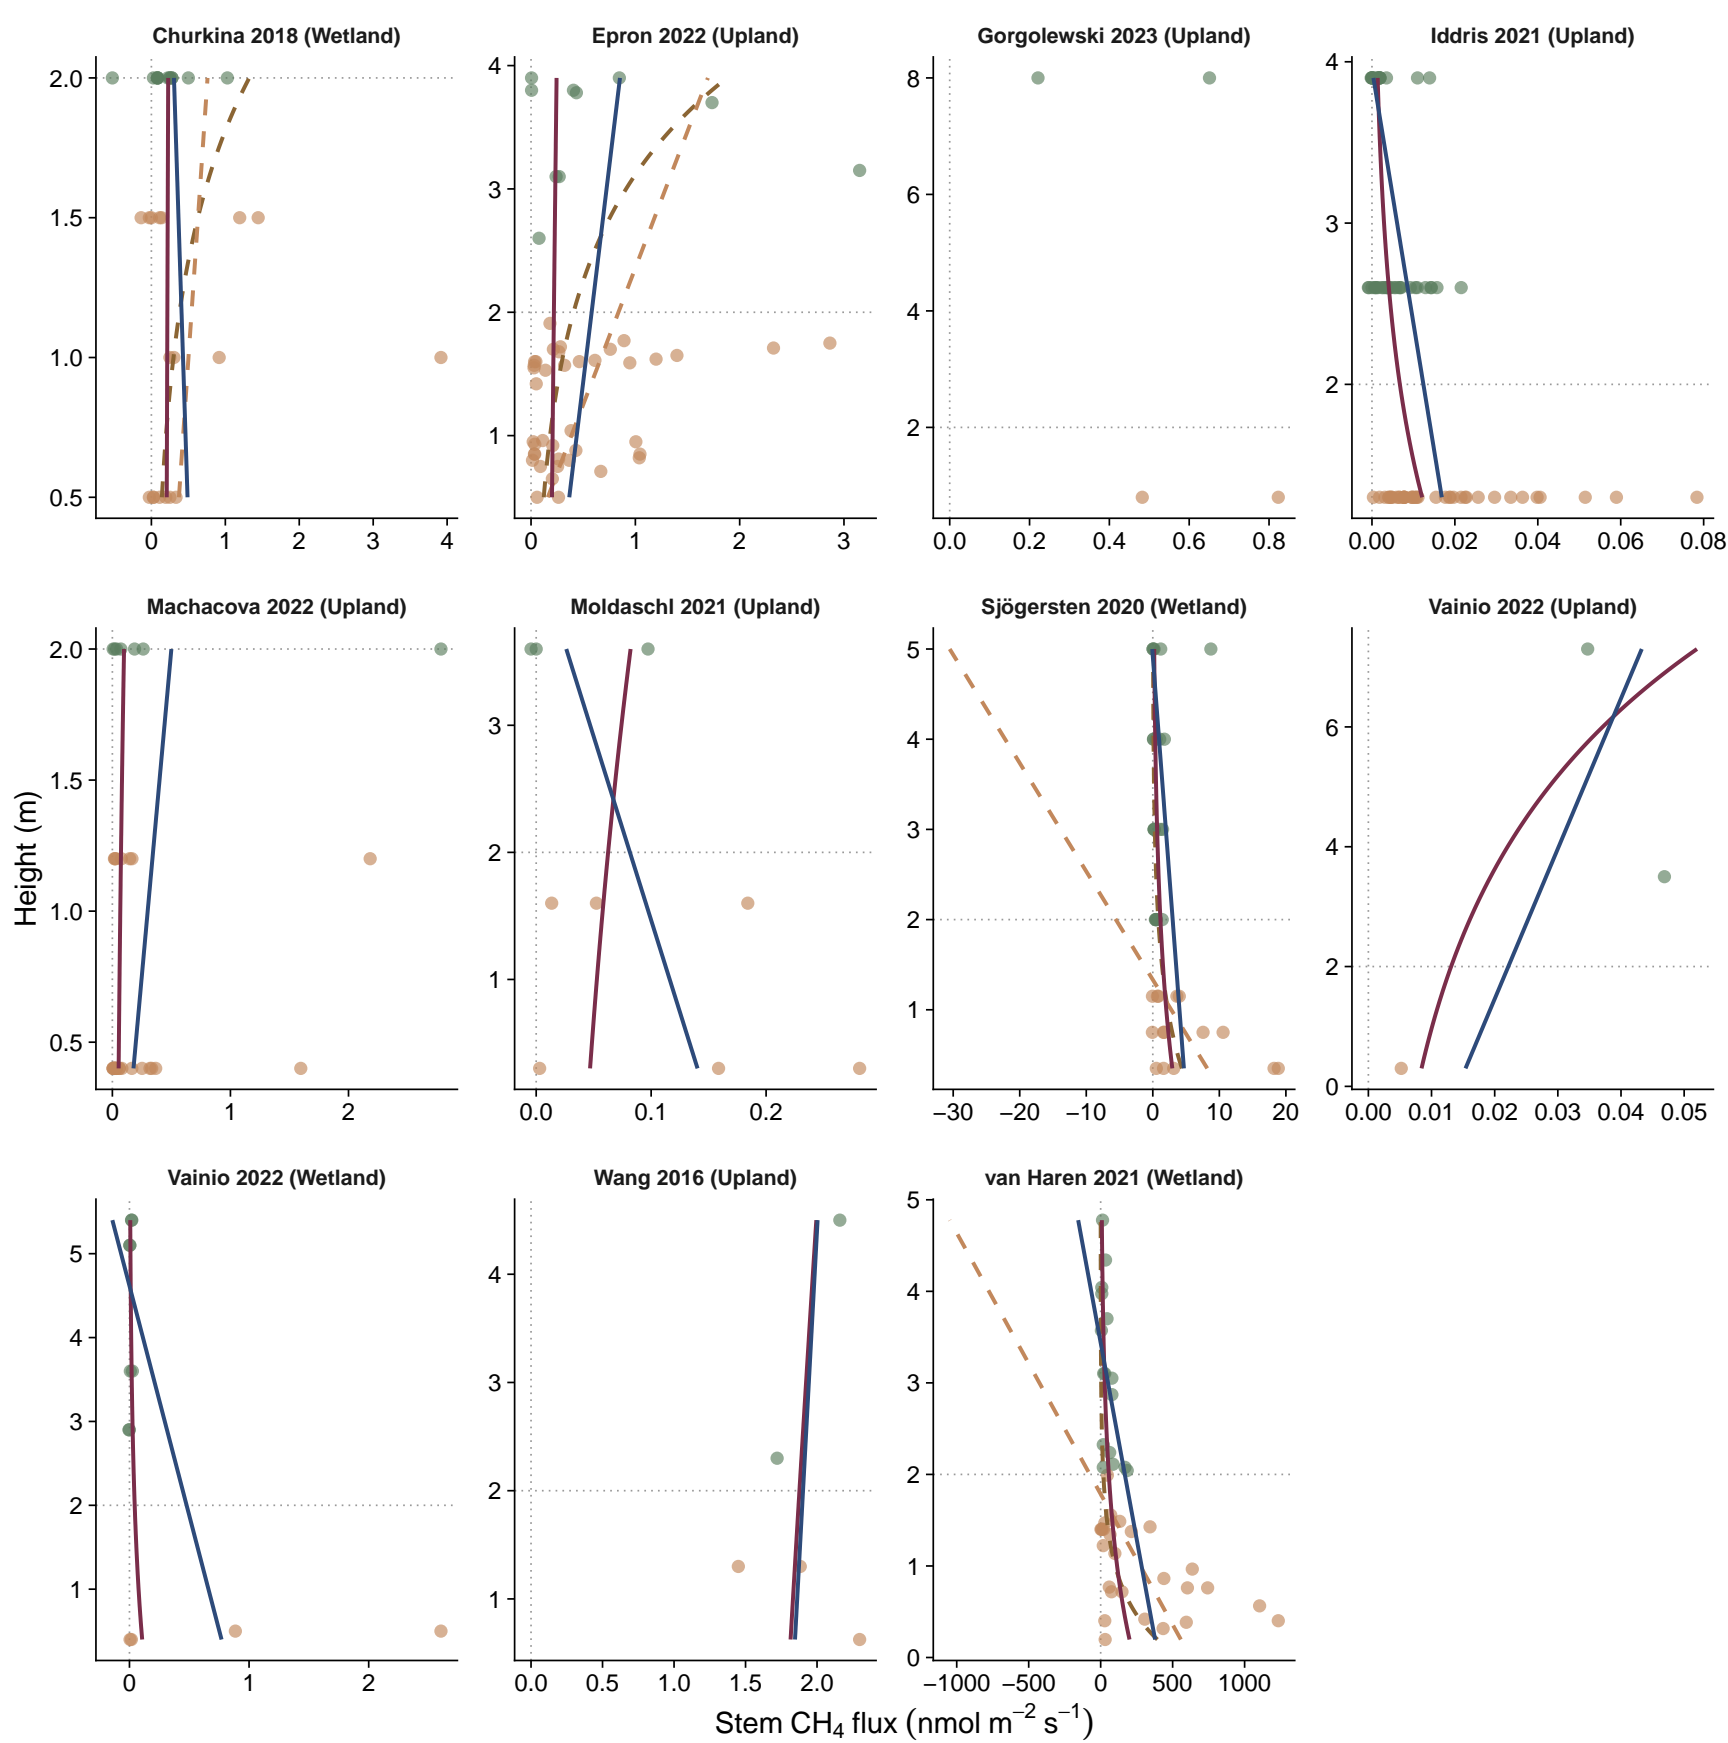 Churkina 2018 (Wetland)
Epron 2022 (Upland)
Gorgolewski 2023 (Upland)
Iddris 2021 (Upland)
2.0
1.5
1.0
0.5
0 1 2 3 4
4
3
2
1
0 1 2 3
8
6
4
2
0.0 0.2 0.4 0.6 0.8
4
3
2
0.00 0.02 0.04 0.06 0.08
Machacova 2022 (Upland)
Moldaschl 2021 (Upland)
Sjögersten 2020 (Wetland)
Vainio 2022 (Upland)
Height (m)
2.0
1.5
1.0
0.5
0 1 2
3
2
1
0.0 0.1 0.2
5
4
3
2
1
−30 −20 −10 0 10 20
6
4
2
0
0.00 0.01 0.02 0.03 0.04 0.05
Vainio 2022 (Wetland)
Wang 2016 (Upland)
van Haren 2021 (Wetland)
5
4
3
2
1
0 1 2
4
3
2
1
0.0 0.5 1.0 1.5 2.0
5
4
3
2
1
0
−1000 −500 0 500 1000
Stem CH₄ flux (nmol m⁻² s⁻¹)